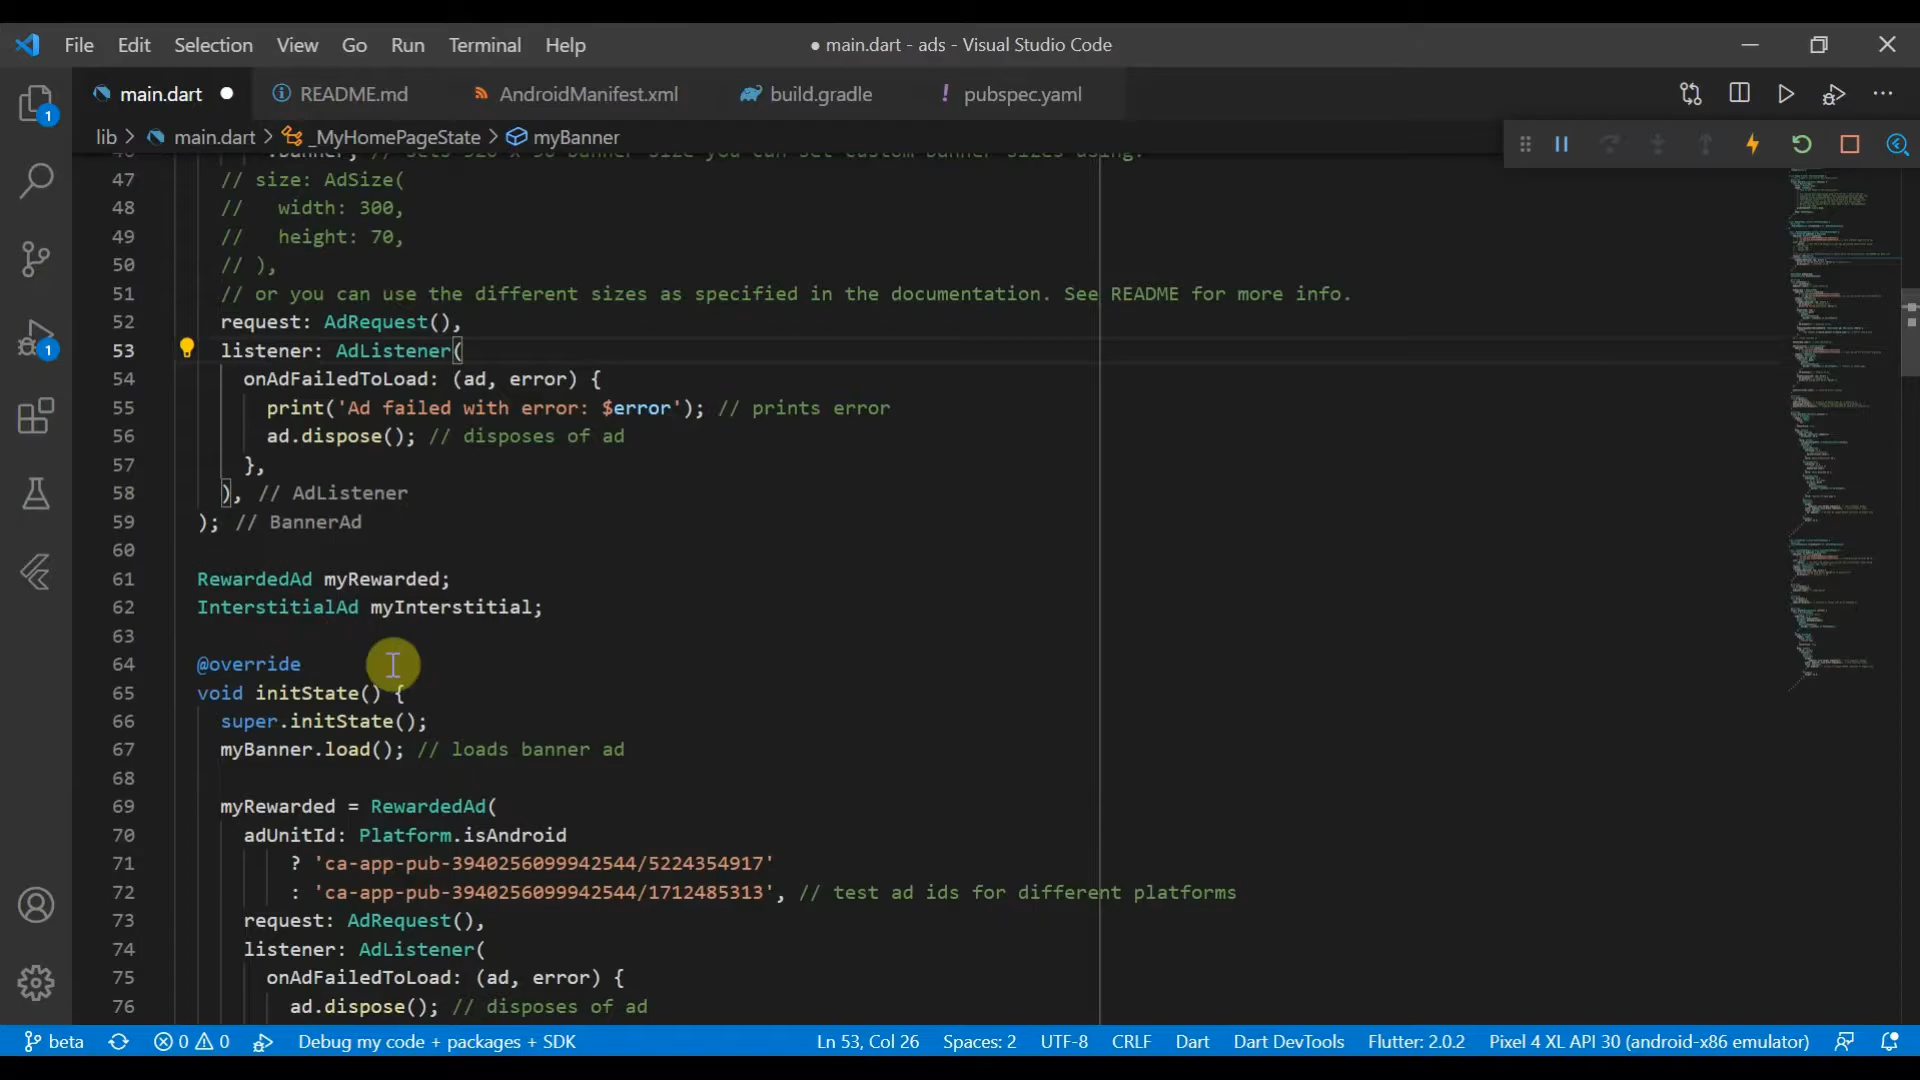 File Edit Selection View Go Run Terminal Help ● main.dart - ads - Visual Studio Code
main.dart README.md AndroidManifest.xml build.gradle ! pubspec.yaml
lib > main.dart > _MyHomePageState > myBanner
47 // size: AdSize(
48 // width: 300,
49 // height: 70,
50 // ),
51 // or you can use the different sizes as specified in the documentation. See README for more info.
52 request: AdRequest(),
53 listener: AdListener(
54 onAdFailedToLoad: (ad, error) {
55 print('Ad failed with error: $error'); // prints error
56 ad.dispose(); // disposes of ad
57 },
58 ), // AdListener
59 ); // BannerAd
60
61 RewardedAd myRewarded;
62 InterstitialAd myInterstitial;
63
64 @override
65 void initState() {
66 super.initState();
67 myBanner.load(); // loads banner ad
68
69 myRewarded = RewardedAd(
70 adUnitId: Platform.isAndroid
71 ? 'ca-app-pub-3940256099942544/5224354917'
72 : 'ca-app-pub-3940256099942544/1712485313', // test ad ids for different platforms
73 request: AdRequest(),
74 listener: AdListener(
75 onAdFailedToLoad: (ad, error) {
76 ad.dispose(); // disposes of ad
1
1
beta 0 0 Debug my code + packages + SDK Ln 53, Col 26 Spaces: 2 UTF-8 CRLF Dart Dart DevTools Flutter: 2.0.2 Pixel 4 XL API 30 (android-x86 emulator)